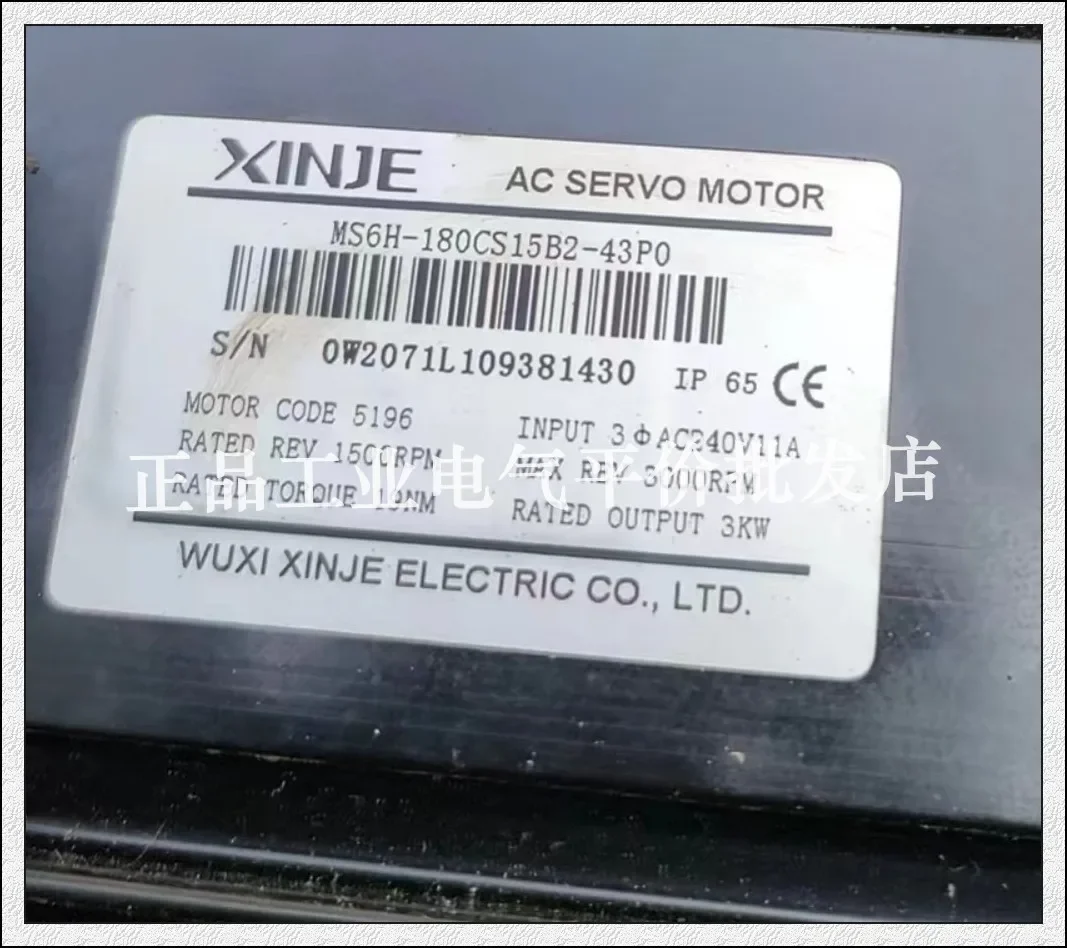 XINJE AC SERVO MOTOR
MS6H-180CS15B2-43P0
S/N 0W2071L109381430 IP 65 CE
MOTOR CODE 5196 INPUT 3ΦAC240V11A
RATED REV 1500RPM MAX REV 3000RPM
正品工业电气平价批发店
RATED TORQUE 19NM RATED OUTPUT 3KW
WUXI XINJE ELECTRIC CO., LTD.